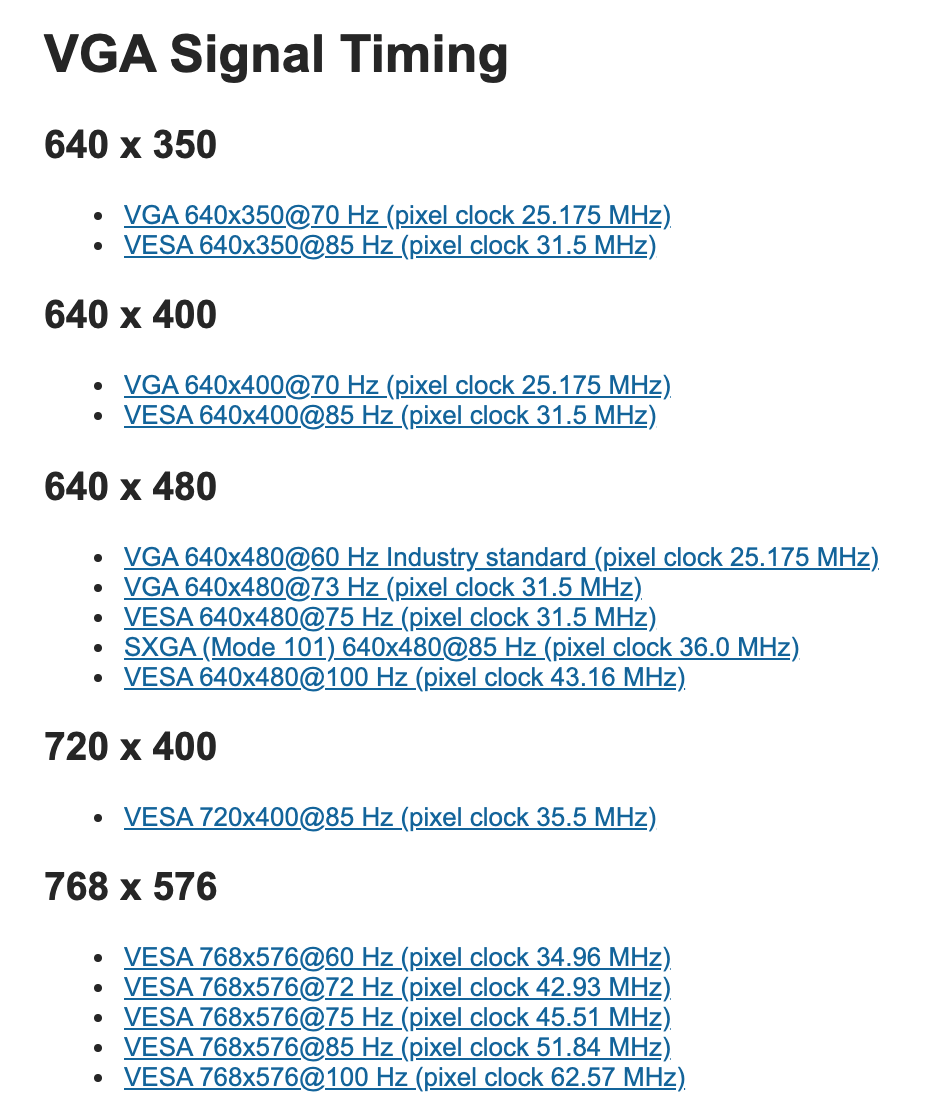 VGA Signal Timing
640 x 350
• VGA 640x350@70 Hz (pixel clock 25.175 MHz)
• VESA 640x350@85 Hz (pixel clock 31.5 MHz)
640 x 400
• VGA 640x400@70 Hz (pixel clock 25.175 MHz)
• VESA 640x400@85 Hz (pixel clock 31.5 MHz)
640 x 480
• VGA 640x480@60 Hz Industry standard (pixel clock 25.175 MHz)
• VGA 640x480@73 Hz (pixel clock 31.5 MHz)
• VESA 640x480@75 Hz (pixel clock 31.5 MHz)
• SXGA (Mode 101) 640x480@85 Hz (pixel clock 36.0 MHz)
• VESA 640x480@100 Hz (pixel clock 43.16 MHz)
720 x 400
• VESA 720x400@85 Hz (pixel clock 35.5 MHz)
768 x 576
• VESA 768x576@60 Hz (pixel clock 34.96 MHz)
• VESA 768x576@72 Hz (pixel clock 42.93 MHz)
• VESA 768x576@75 Hz (pixel clock 45.51 MHz)
• VESA 768x576@85 Hz (pixel clock 51.84 MHz)
• VESA 768x576@100 Hz (pixel clock 62.57 MHz)